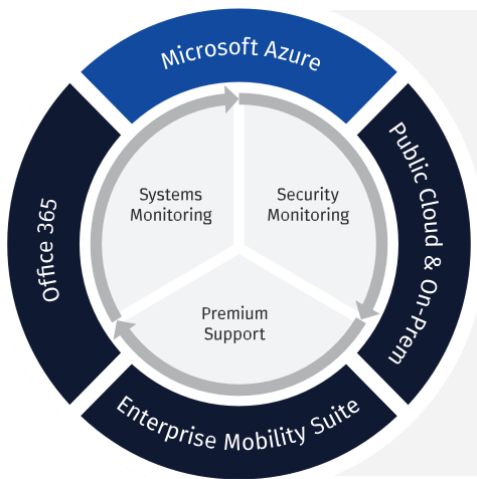 Microsoft Azure
Systems
Monitoring
Security
Monitoring
Premium
Support
Office 365
Public Cloud & On-Prem
Enterprise Mobility Suite